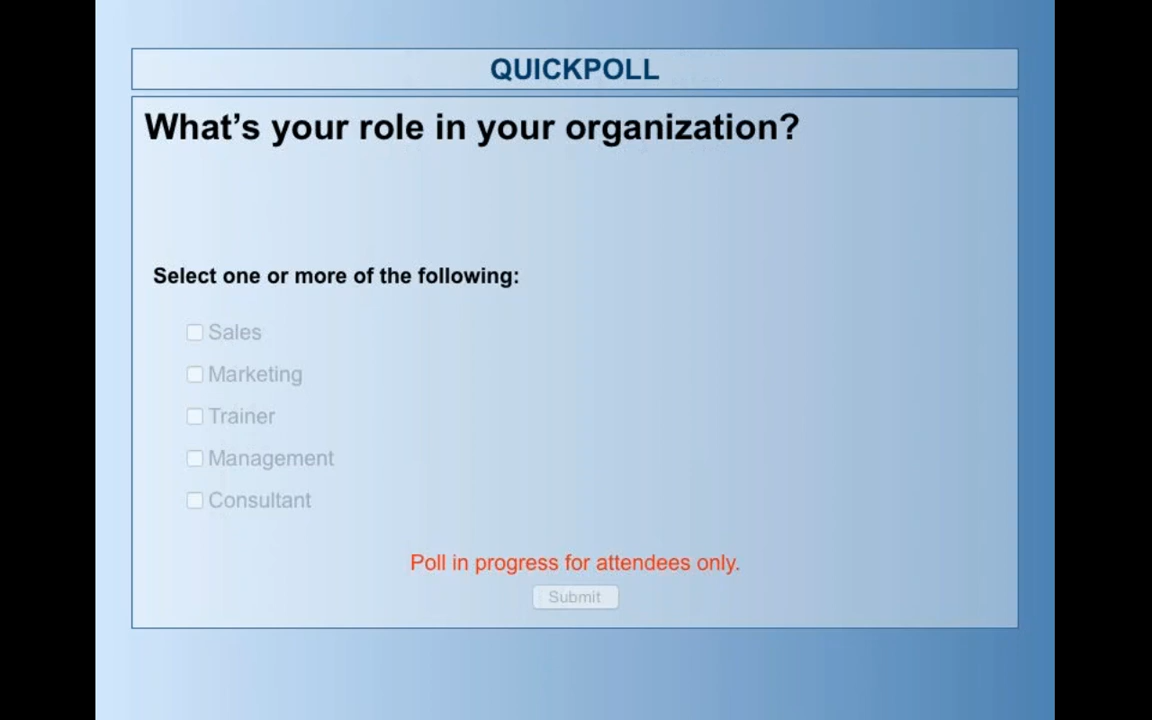 QUICKPOLL
What’s your role in your organization?
Select one or more of the following:
Sales
Marketing
Trainer
Management
Consultant
Poll in progress for attendees only.
Submit